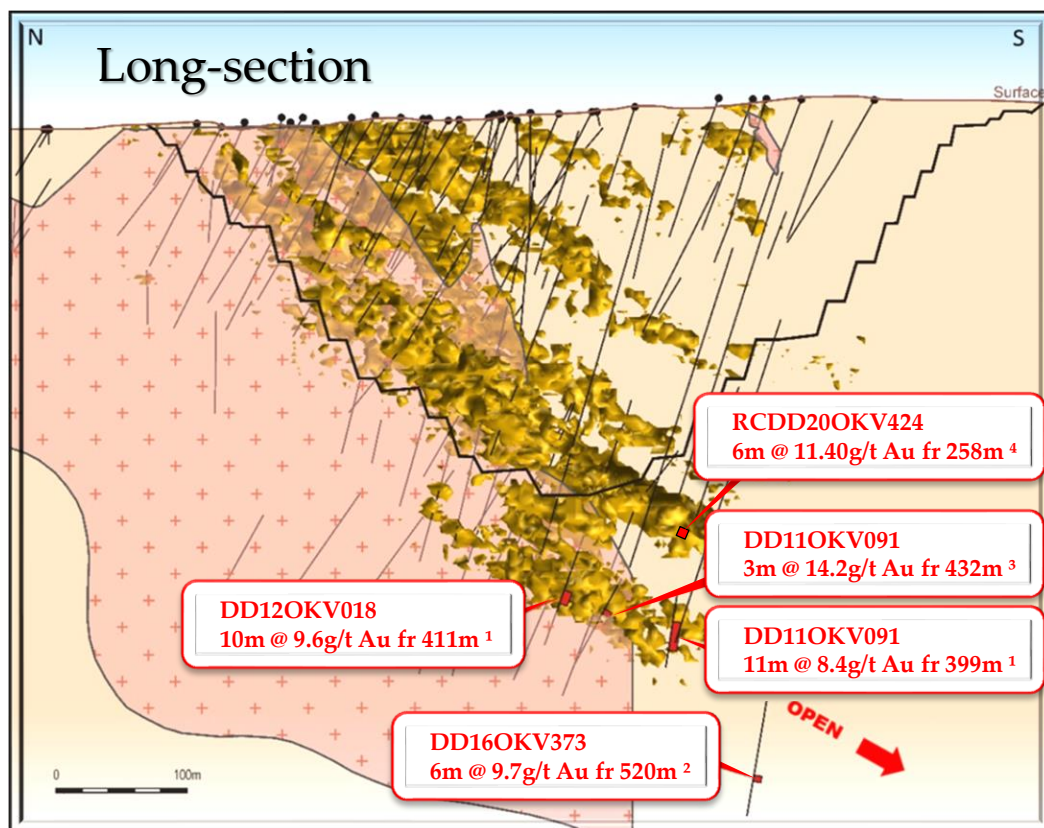 N
S
Long-section
Surface
RCDD20OKV424
6m @ 11.40g/t Au fr 258m ⁴
DD11OKV091
3m @ 14.2g/t Au fr 432m ³
DD12OKV018
10m @ 9.6g/t Au fr 411m ¹
DD11OKV091
11m @ 8.4g/t Au fr 399m ¹
OPEN
DD16OKV373
6m @ 9.7g/t Au fr 520m ²
0
100m